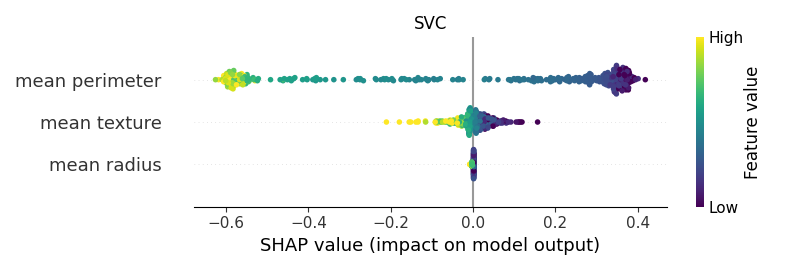 SVC
High
mean perimeter
mean texture
mean radius
Feature value
Low
−0.6 −0.4 −0.2 0.0 0.2 0.4
SHAP value (impact on model output)